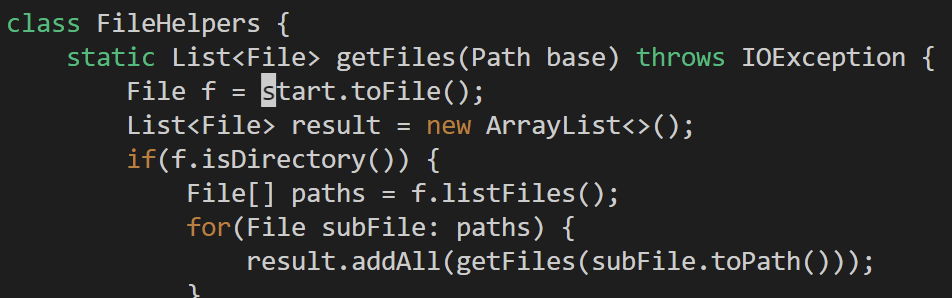 class FileHelpers {
    static List<File> getFiles(Path base) throws IOException {
        File f = start.toFile();
        List<File> result = new ArrayList<>();
        if(f.isDirectory()) {
            File[] paths = f.listFiles();
            for(File subFile: paths) {
                result.addAll(getFiles(subFile.toPath()));
            }